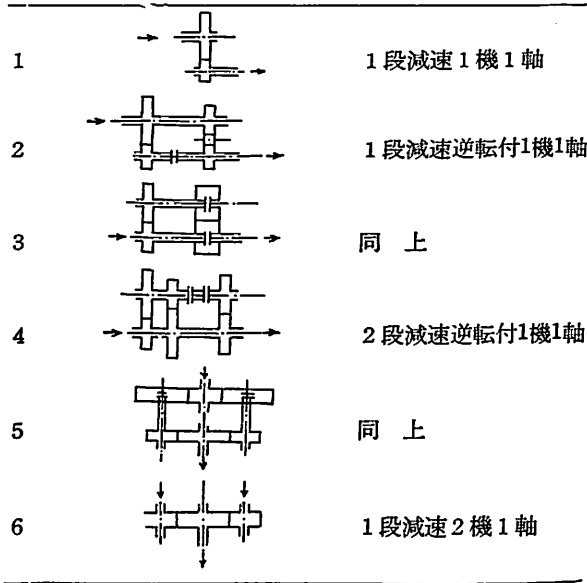 1 1段減速1機1軸
2 1段減速逆転付1機1軸
3 同 上
4 2段減速逆転付1機1軸
5 同 上
6 1段減速2機1軸